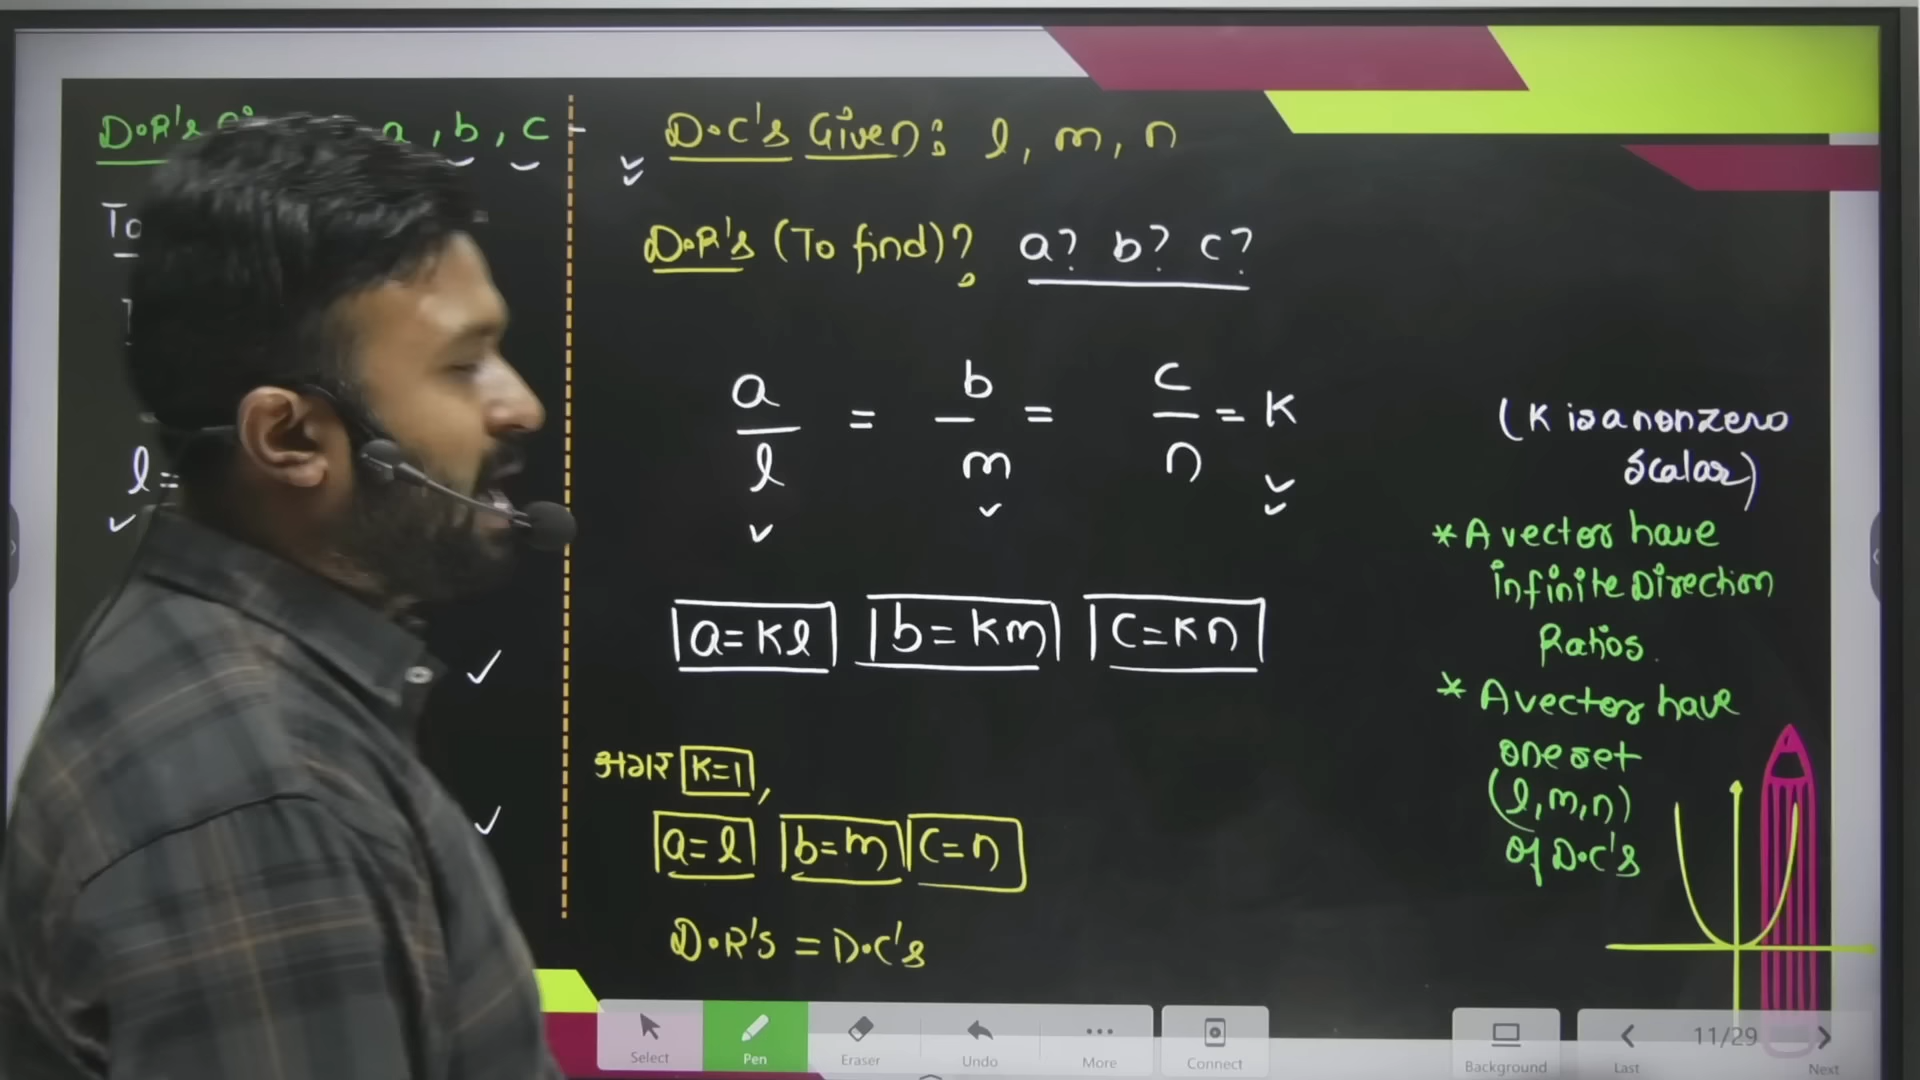 D.R's a, b, c
l=
D.C's Given: l, m, n
D.R's (To find)? a? b? c?
a/l = b/m = c/n = K
(K is a nonzero
Scalar)
* A vector have
infinite Direction
Ratios.
a=Kl b=Km c=Kn
* A vector have
one set
(l,m,n)
of D.C's
अगर K=1,
a=l b=m c=n
D.R's = D.C's
Select Pen Eraser Undo More Connect Background Last 11/29 Next